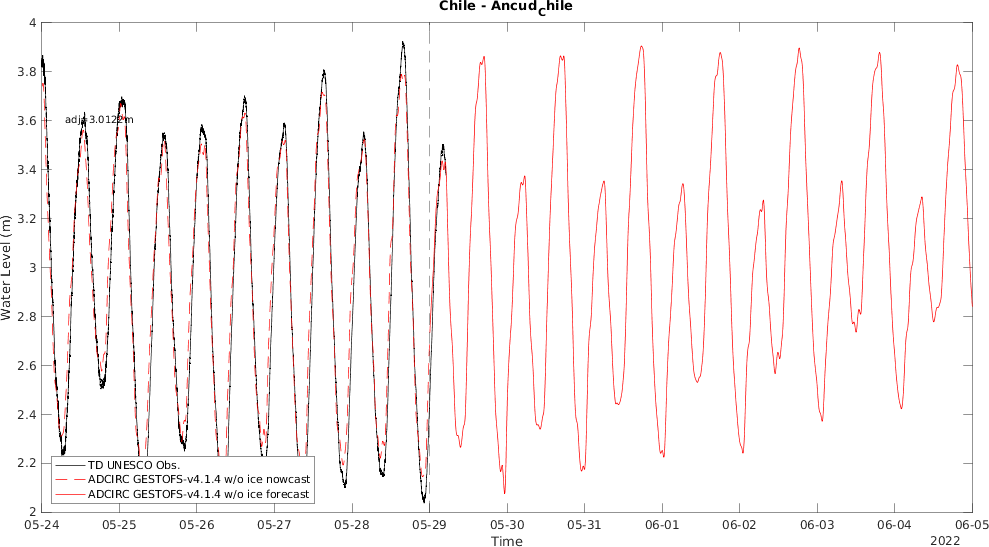 Chile - Ancud_Chile
4
3.8
3.6
3.4
3.2
3
2.8
2.6
2.4
2.2
2
Water Level (m)
adj=3.0122m
TD UNESCO Obs.
ADCIRC GESTOFS-v4.1.4 w/o ice nowcast
ADCIRC GESTOFS-v4.1.4 w/o ice forecast
05-24 05-25 05-26 05-27 05-28 05-29 05-30 05-31 06-01 06-02 06-03 06-04 06-05
Time
2022